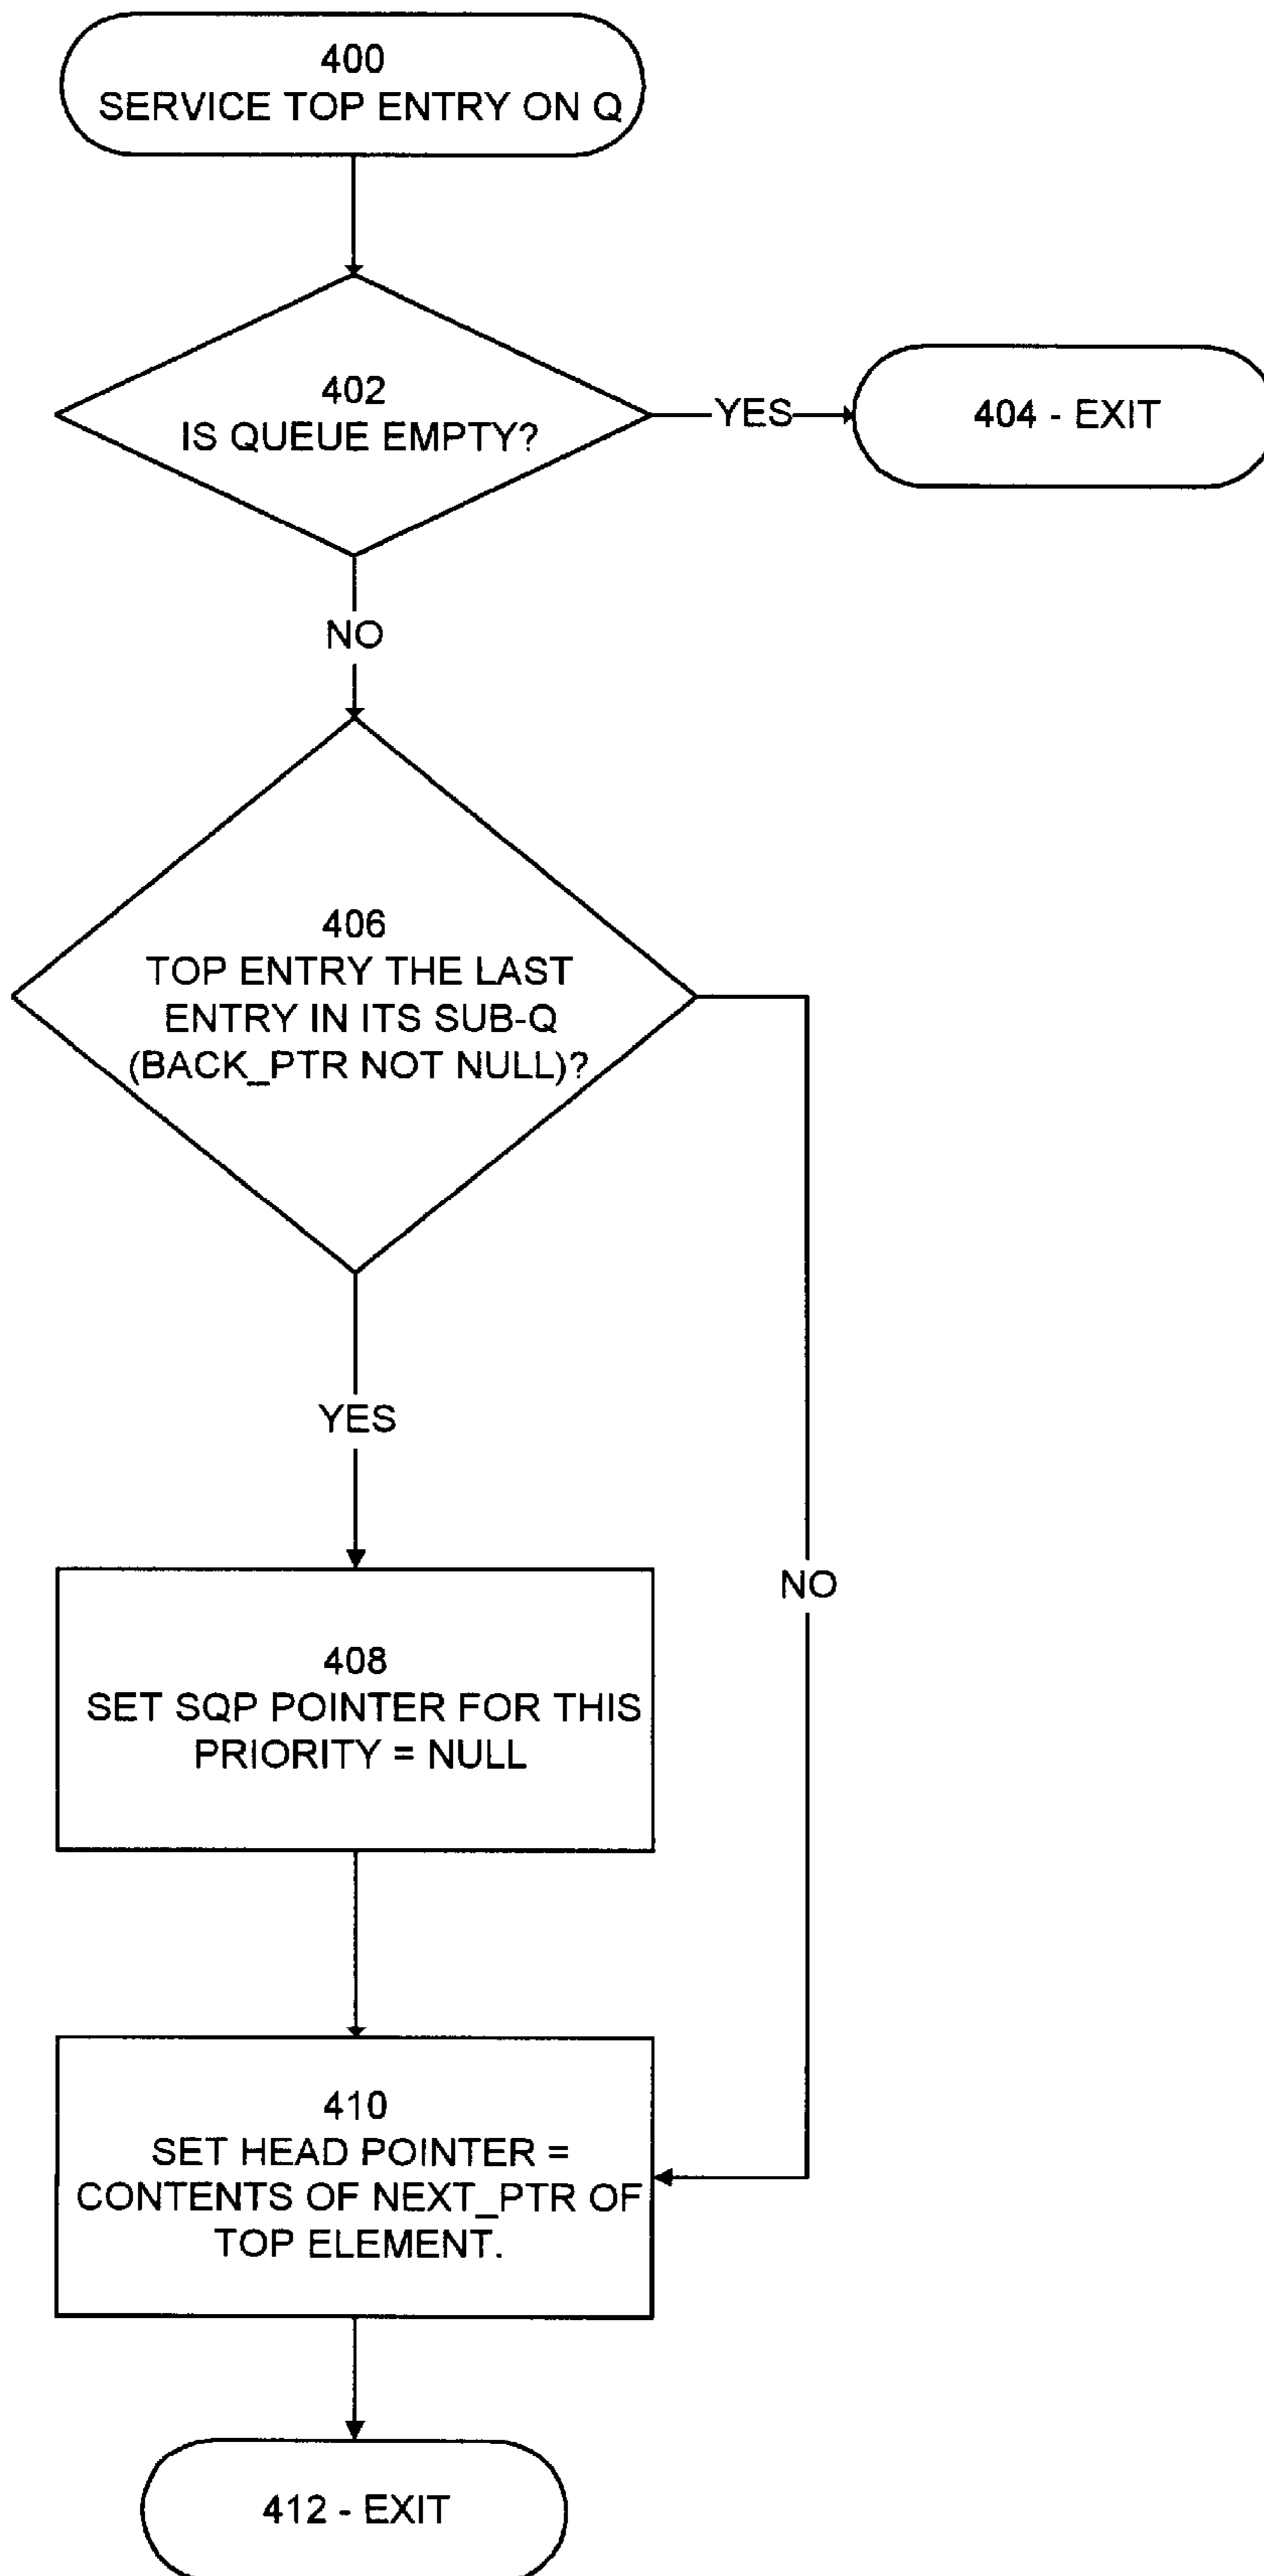 400
SERVICE TOP ENTRY ON Q
402
IS QUEUE EMPTY?
YES
404 - EXIT
NO
406
TOP ENTRY THE LAST
ENTRY IN ITS SUB-Q
(BACK_PTR NOT NULL)?
YES
NO
408
SET SQP POINTER FOR THIS
PRIORITY = NULL
410
SET HEAD POINTER =
CONTENTS OF NEXT_PTR OF
TOP ELEMENT.
412 - EXIT